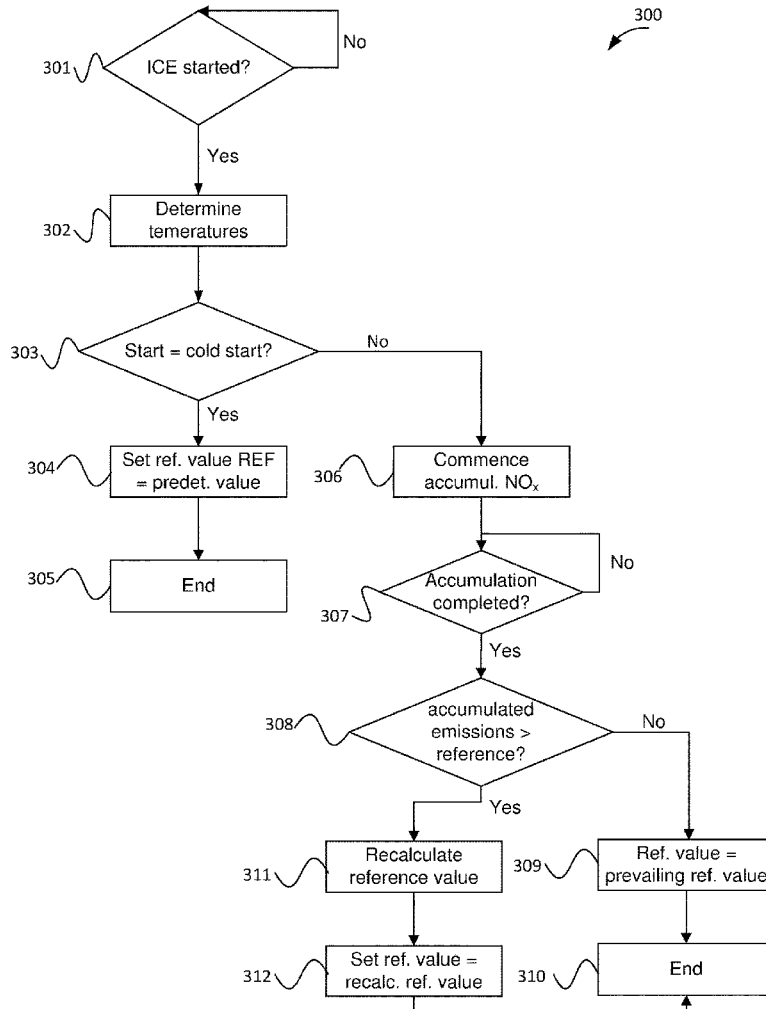 300
No
301
ICE started?
Yes
302
Determine
temeratures
303
Start = cold start?
No
Yes
304
Set ref. value REF
= predet. value
306
Commence
accumul. NOₓ
305
End
No
307
Accumulation
completed?
Yes
308
accumulated
emissions >
reference?
No
Yes
311
Recalculate
reference value
309
Ref. value =
prevailing ref. value
312
Set ref. value =
recalc. ref. value
310
End